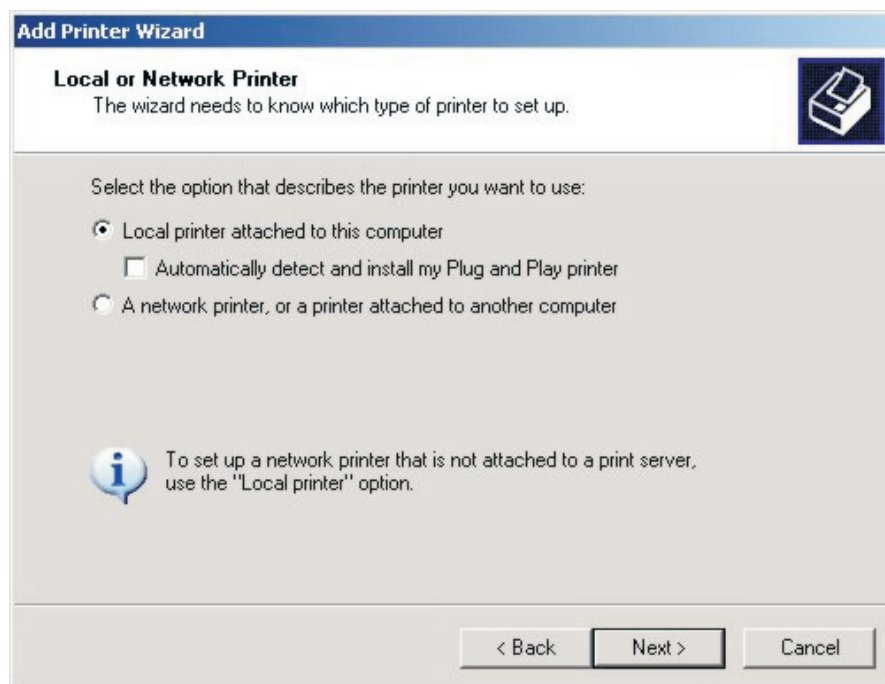 Add Printer Wizard
Local or Network Printer
The wizard needs to know which type of printer to set up.
Select the option that describes the printer you want to use:
Local printer attached to this computer
Automatically detect and install my Plug and Play printer
A network printer, or a printer attached to another computer
To set up a network printer that is not attached to a print server,
use the "Local printer" option.
< Back Next > Cancel